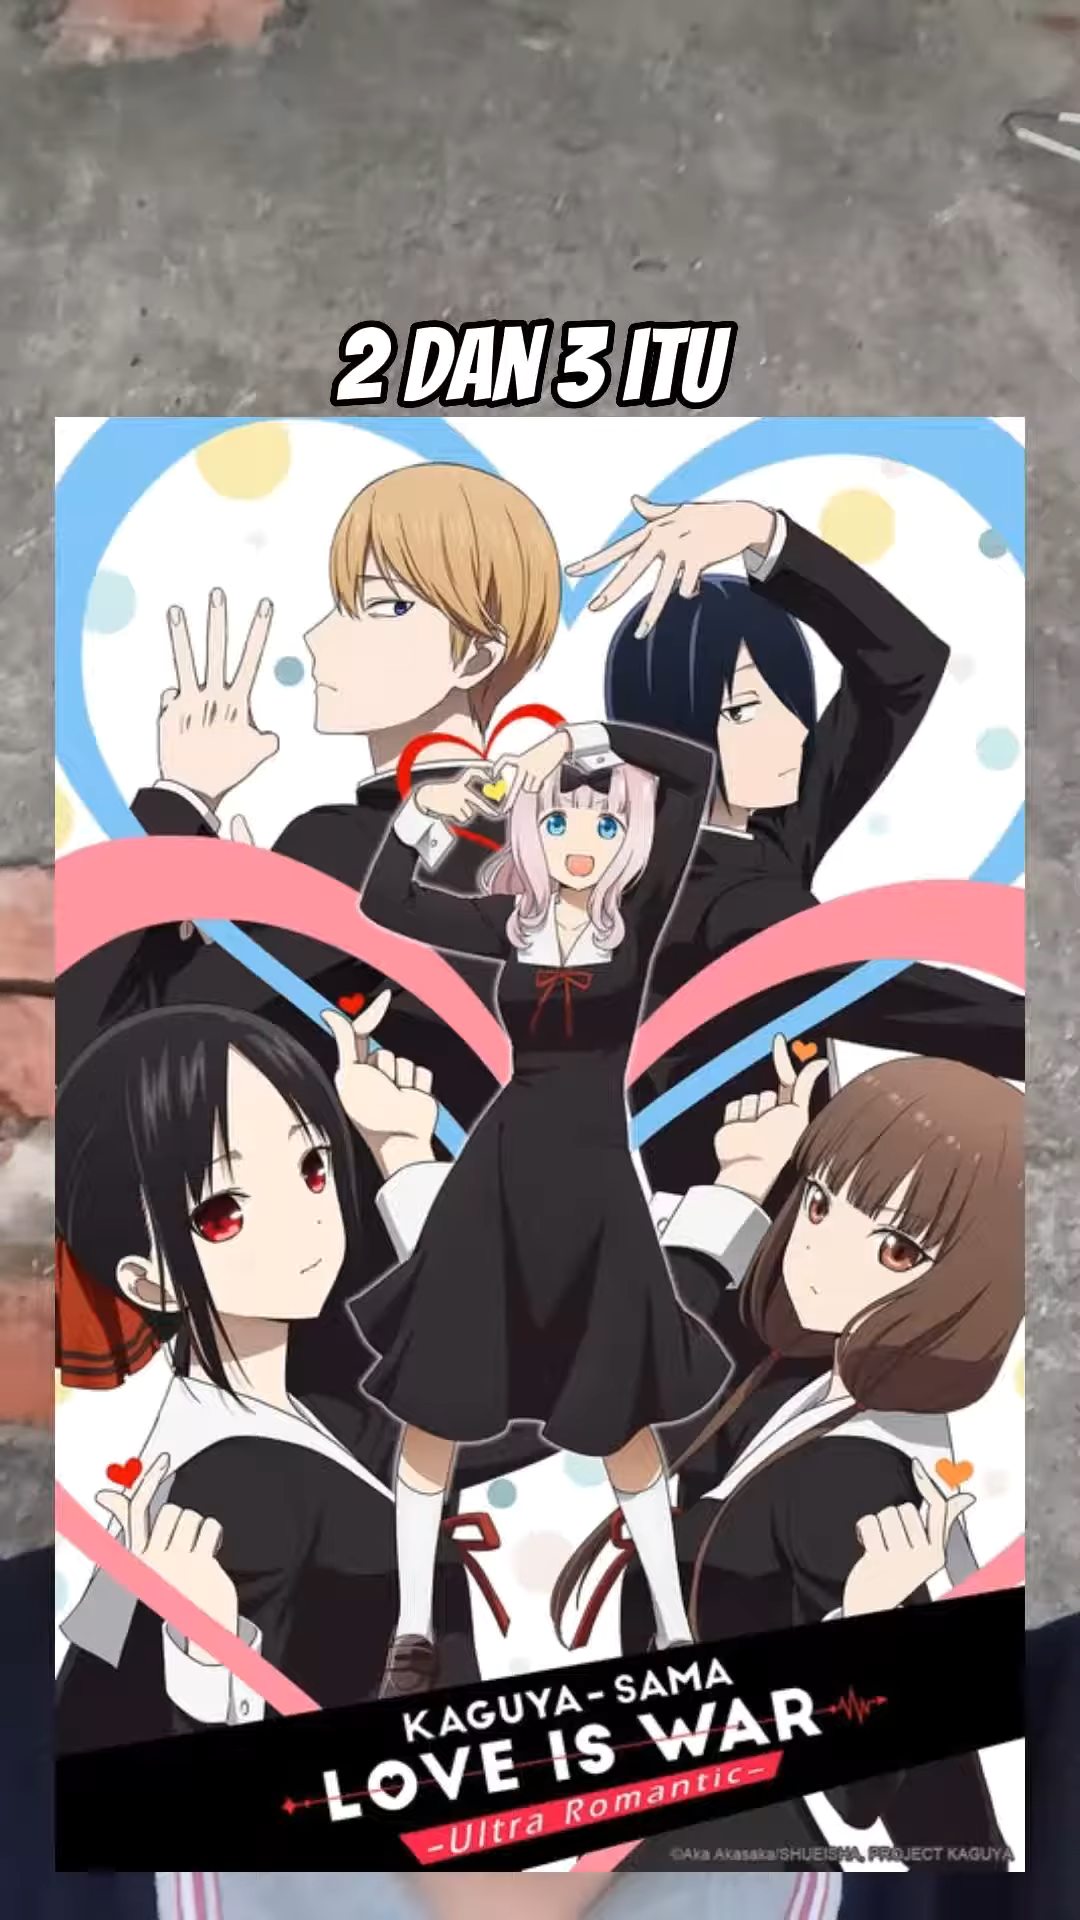 2 DAN 3 ITU
KAGUYA-SAMA
LOVE IS WAR
-Ultra Romantic-
©Aka Akasaka/SHUEISHA, PROJECT KAGUYA